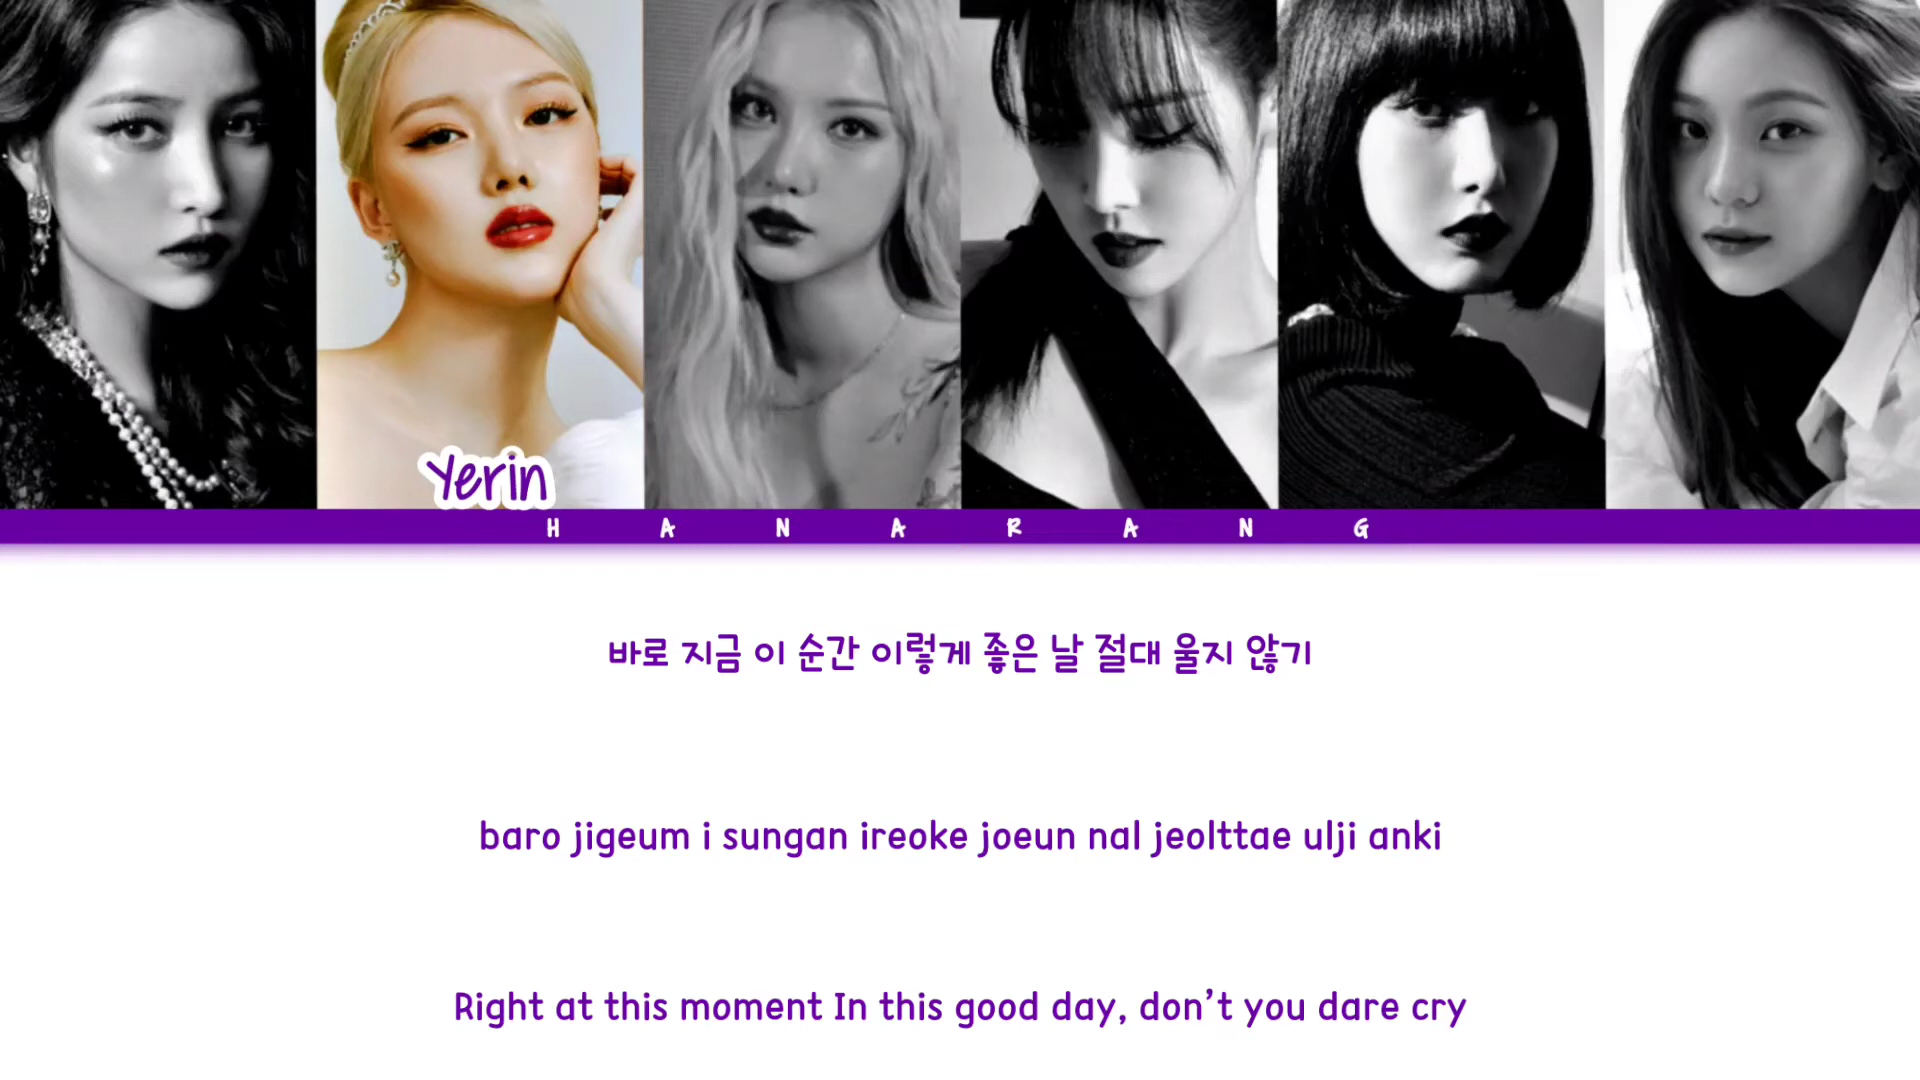 Yerin
HANARANG
바로 지금 이 순간 이렇게 좋은 날 절대 울지 않기
baro jigeum i sungan ireoke joeun nal jeolttae ulji anki
Right at this moment In this good day, don’t you dare cry